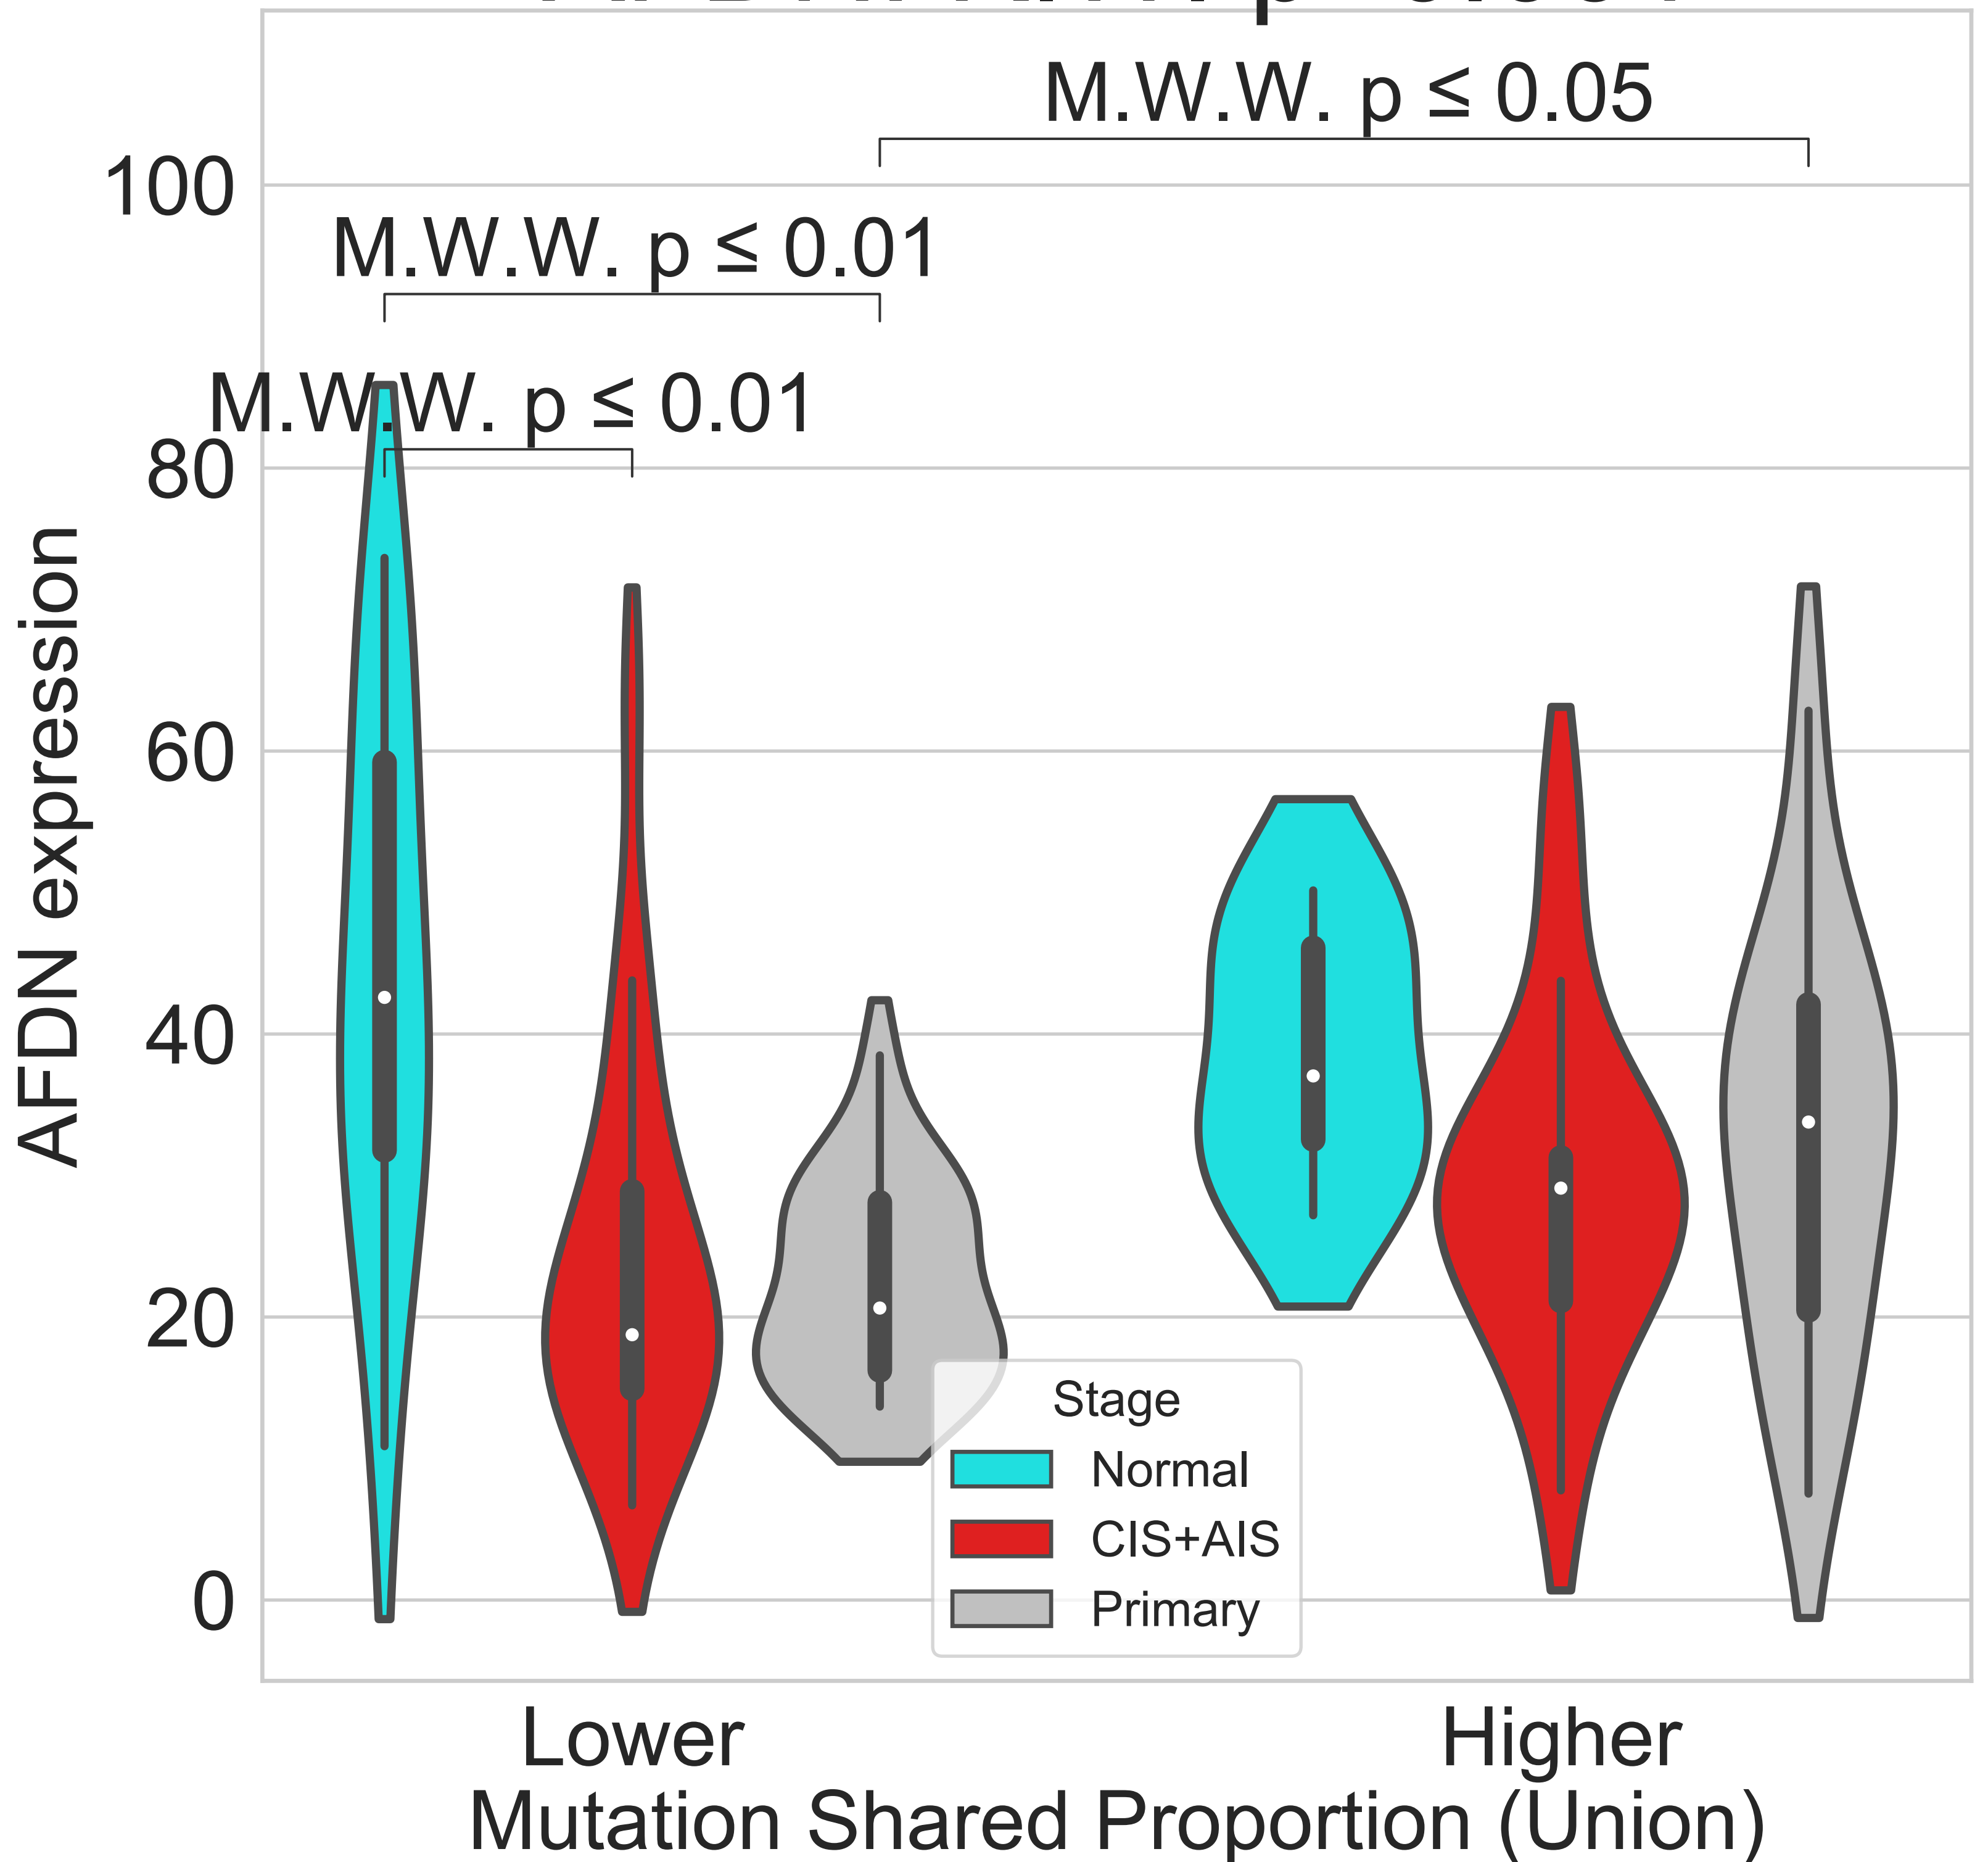 M.W.W. p ≤ 0.05
100
M.W.W. p ≤ 0.01
M.W.W. p ≤ 0.01
80
60
40
20
0
AFDN expression
Stage
Normal
CIS+AIS
Primary
Lower
Higher
Mutation Shared Proportion (Union)